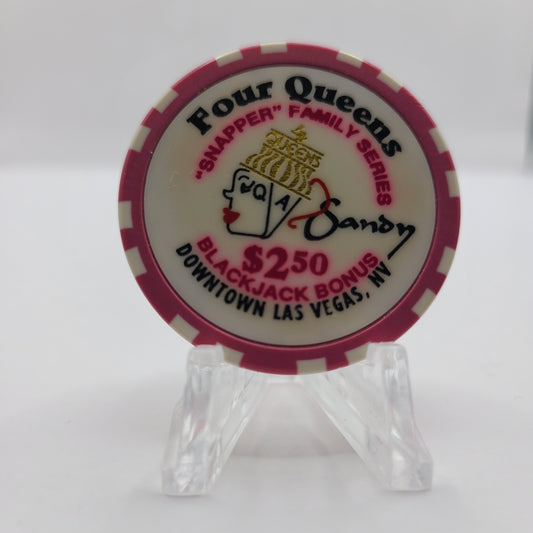 Four Queens
"SNAPPER" FAMILY SERIES
4
QUEENS
Q A
Sandy
$2.50
BLACKJACK BONUS
DOWNTOWN LAS VEGAS, NV